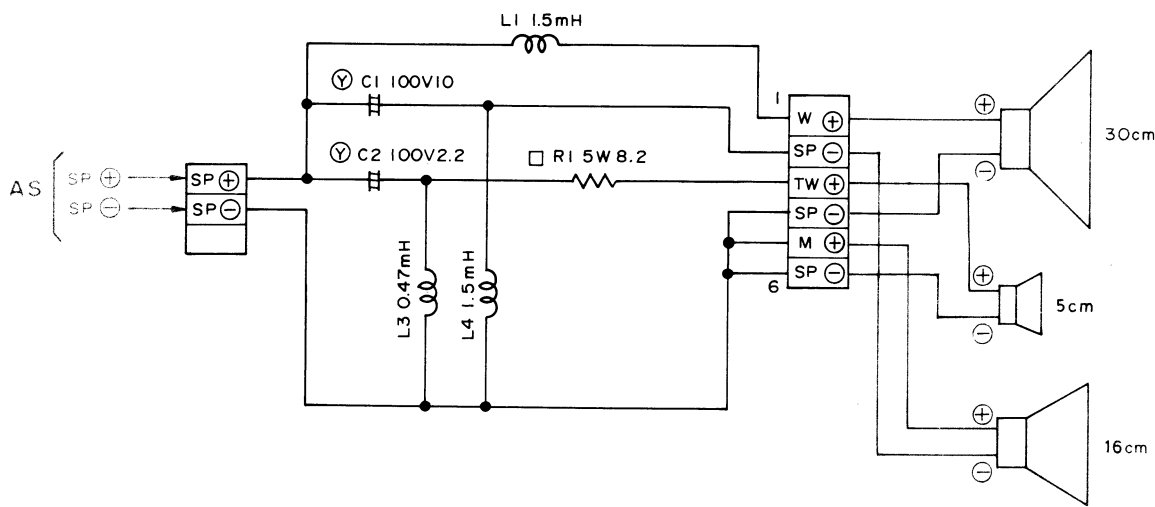 L1 1.5mH
Ⓨ C1 100V10
1
W ⊕
⊕
30cm
SP ⊖
⊖
Ⓨ C2 100V2.2
□ R1 5W 8.2
AS
SP ⊕
SP ⊖
SP ⊕
SP ⊖
TW ⊕
SP ⊖
M ⊕
SP ⊖
6
L3 0.47mH
L4 1.5mH
⊕
5cm
⊖
⊕
16cm
⊖